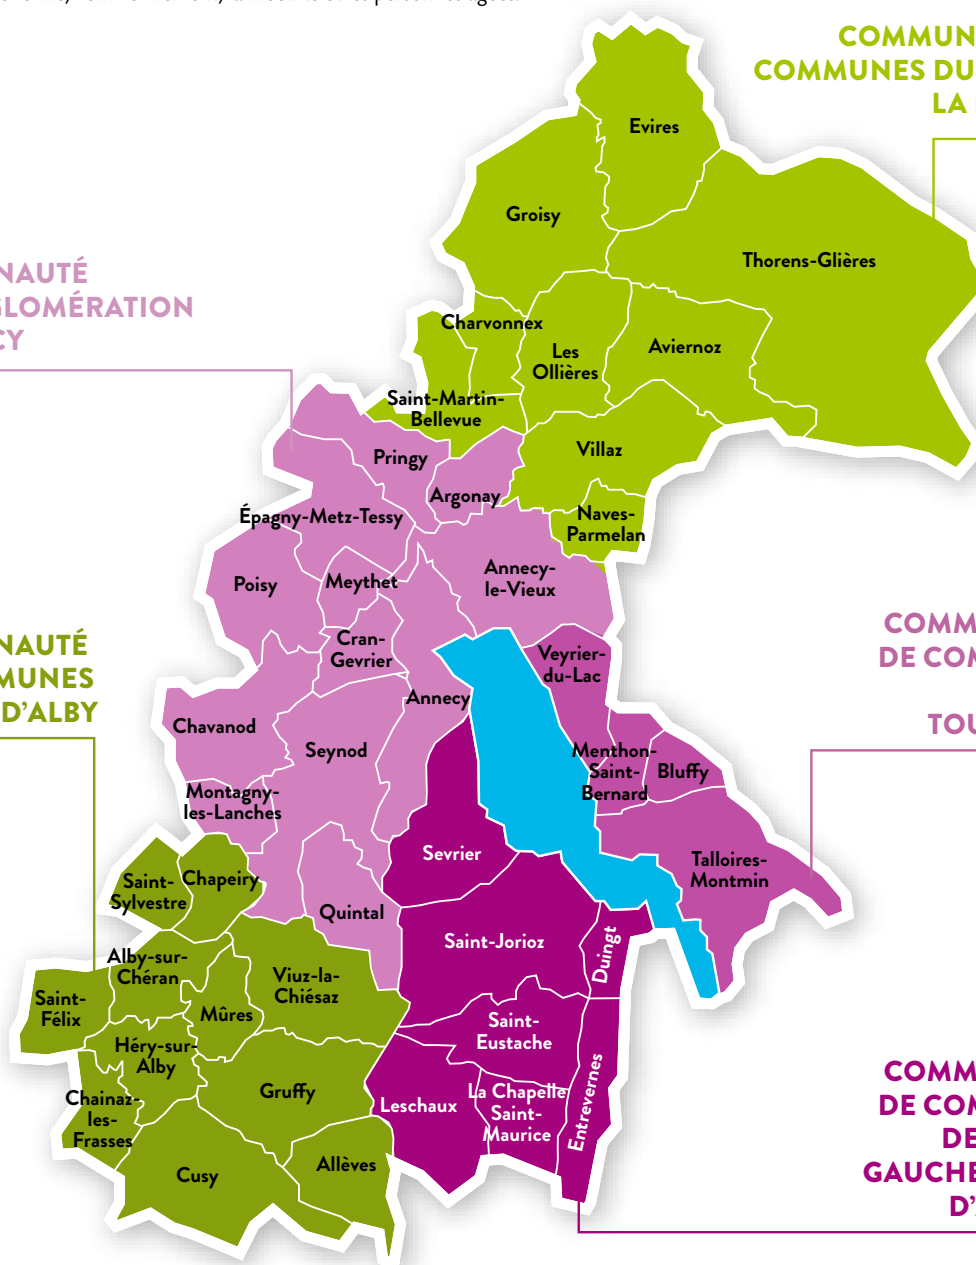 COMMUN
COMMUNES DU
LA
Evires
Groisy
Thorens-Glières
NAUTÉ
GLOMÉRATION
CY
Charvonnex
Les
Ollières
Aviernoz
Saint-Martin-
Bellevue
Villaz
Pringy
Argonay
Naves-
Parmelan
Épagny-Metz-Tessy
Annecy-
le-Vieux
Poisy
Meythet
NAUTÉ
MUNES
D'ALBY
COMM
DE COM
TOU
Cran-
Gevrier
Veyrier-
du-Lac
Annecy
Chavanod
Seynod
Menthon-
Saint-
Bernard
Bluffy
Montagny-
les-Lanches
Sevrier
Talloires-
Montmin
Saint-
Sylvestre
Chapeiry
Quintal
Saint-Jorioz
Duingt
Alby-sur-
Chéran
Viuz-la-
Chiésaz
Saint-
Félix
Mûres
Saint-
Eustache
Héry-sur-
Alby
Gruffy
Chainaz-
les-
Frasses
Leschaux
La Chapelle
Saint-
Maurice
Entrevernes
Cusy
Allèves
COMM
DE COM
DE
GAUCHE
D'